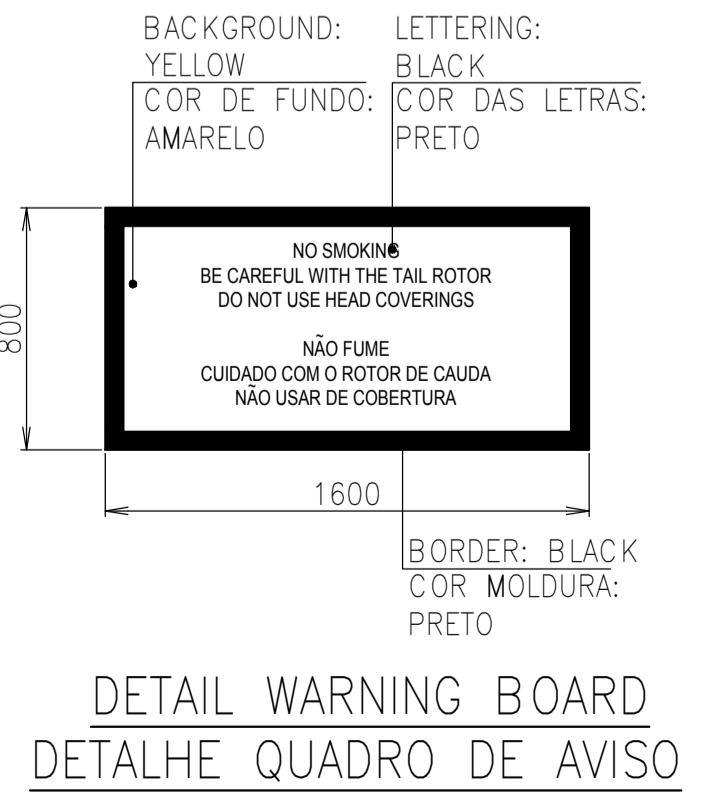 BACKGROUND:
YELLOW
COR DE FUNDO:
AMARELO
LETTERING:
BLACK
COR DAS LETRAS:
PRETO
800
NO SMOKING
BE CAREFUL WITH THE TAIL ROTOR
DO NOT USE HEAD COVERINGS
NÃO FUME
CUIDADO COM O ROTOR DE CAUDA
NÃO USAR DE COBERTURA
1600
BORDER: BLACK
COR MOLDURA:
PRETO
DETAIL WARNING BOARD
DETALHE QUADRO DE AVISO